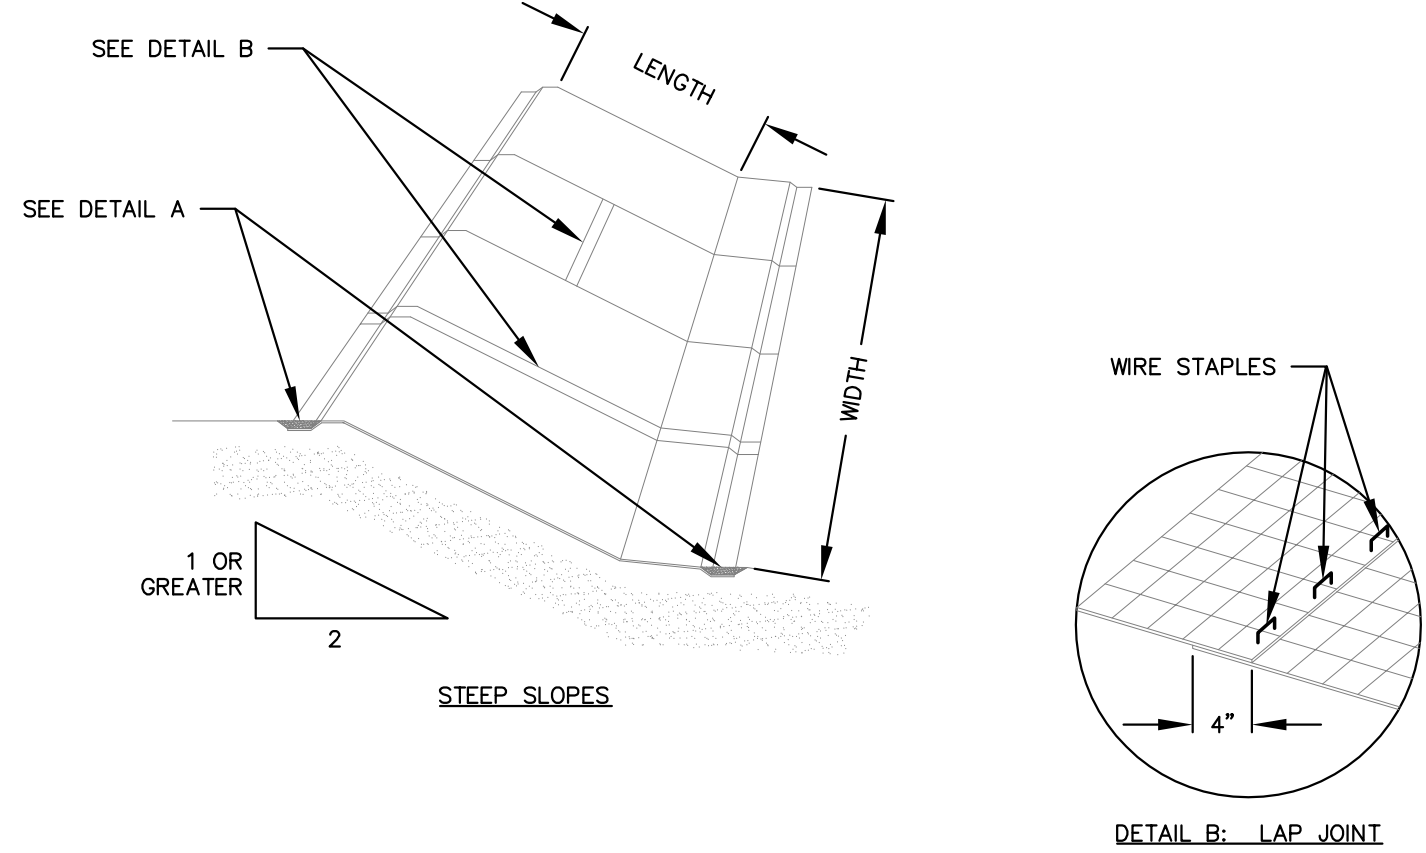 SEE DETAIL B
LENGTH
SEE DETAIL A
WIDTH
WIRE STAPLES
1 OR
GREATER
2
STEEP SLOPES
4"
DETAIL B: LAP JOINT